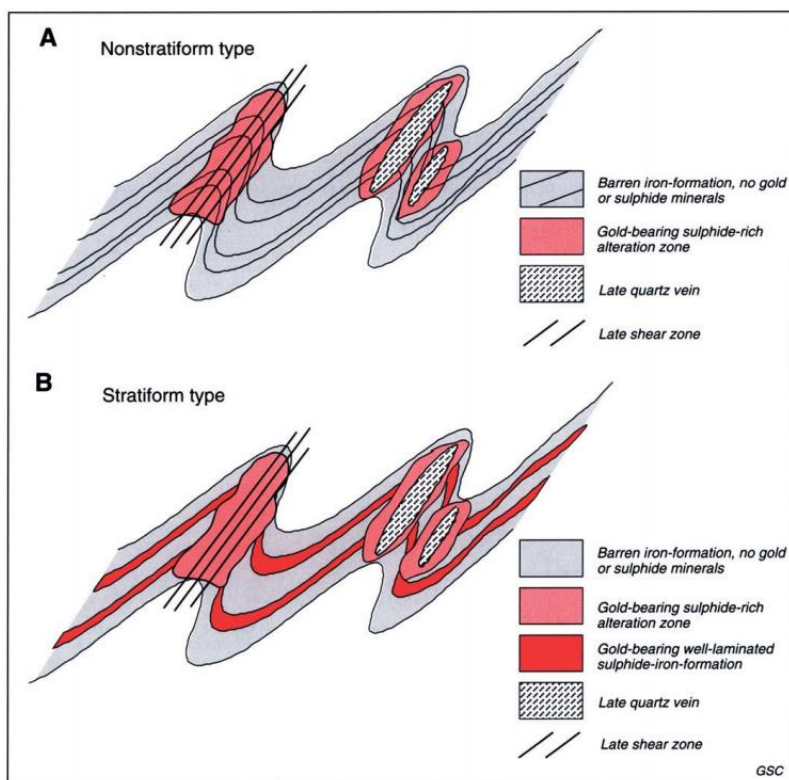 A
Nonstratiform type
Barren iron-formation, no gold
or sulphide minerals
Gold-bearing sulphide-rich
alteration zone
Late quartz vein
Late shear zone
B
Stratiform type
Barren iron-formation, no gold
or sulphide minerals
Gold-bearing sulphide-rich
alteration zone
Gold-bearing well-laminated
sulphide-iron-formation
Late quartz vein
Late shear zone
GSC